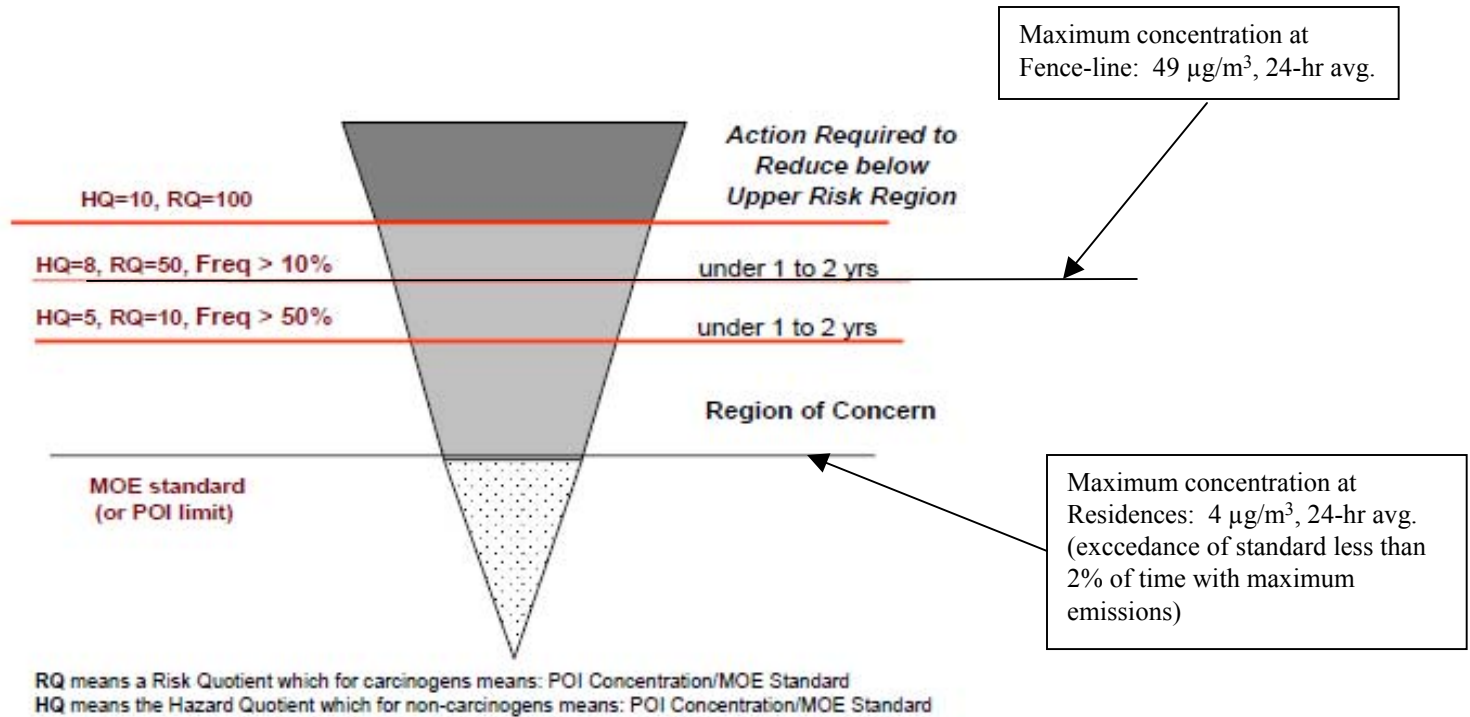 Maximum concentration at
Fence-line: 49 µg/m³, 24-hr avg.
Action Required to
Reduce below
Upper Risk Region
HQ=10, RQ=100
HQ=8, RQ=50, Freq > 10%
under 1 to 2 yrs
HQ=5, RQ=10, Freq > 50%
under 1 to 2 yrs
Region of Concern
MOE standard
(or POI limit)
Maximum concentration at
Residences: 4 µg/m³, 24-hr avg.
(exccedance of standard less than
2% of time with maximum
emissions)
RQ means a Risk Quotient which for carcinogens means: POI Concentration/MOE Standard
HQ means the Hazard Quotient which for non-carcinogens means: POI Concentration/MOE Standard